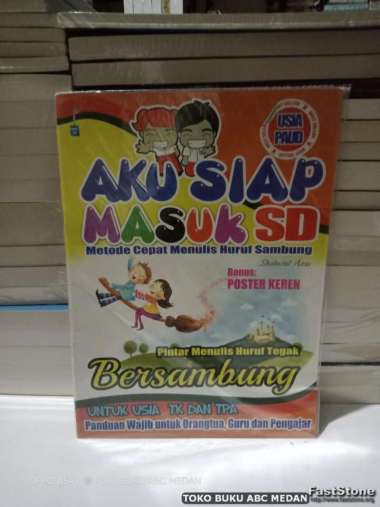 USIA
PAUD
AKU SIAP
MASUK SD
Metode Cepat Menulis Huruf Sambung
Bonus:
POSTER KEREN
Pintar Menulis Huruf Tegak
Bersambung
UNTUK USIA TK DAN TPA
Panduan Wajib untuk Orangtua, Guru dan Pengajar
TOKO BUKU ABC MEDAN
FastStone